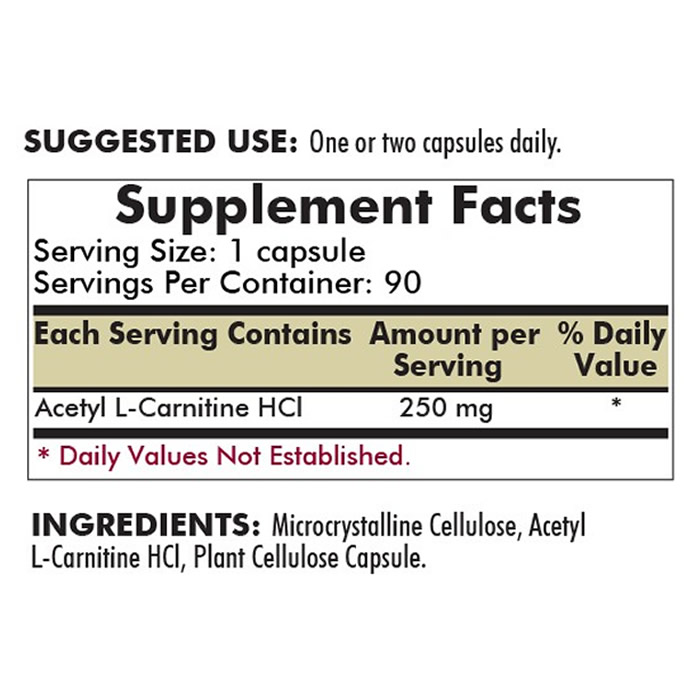 SUGGESTED USE: One or two capsules daily.
Supplement Facts
Serving Size: 1 capsule
Servings Per Container: 90
Each Serving Contains Amount per % Daily
Serving Value
Acetyl L-Carnitine HCl 250 mg *
* Daily Values Not Established.
INGREDIENTS: Microcrystalline Cellulose, Acetyl
L-Carnitine HCl, Plant Cellulose Capsule.